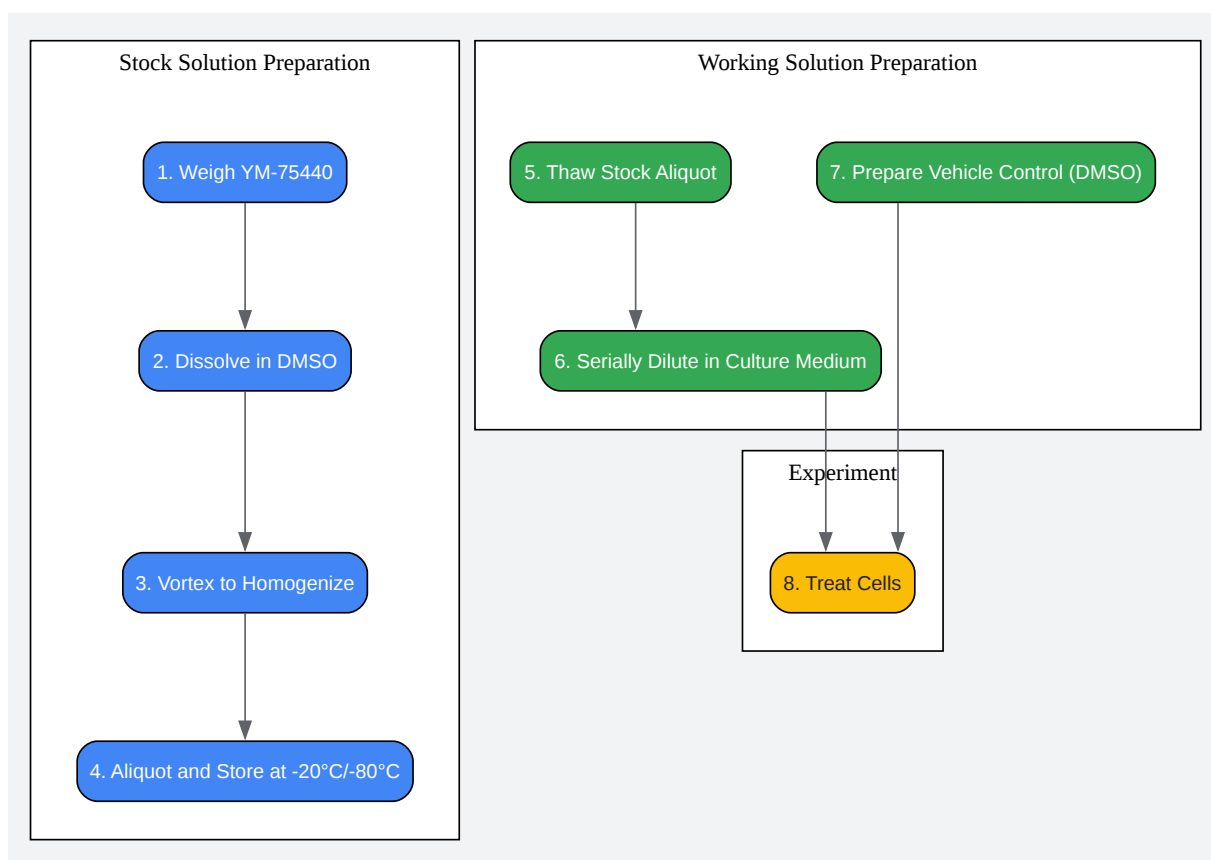 Stock Solution Preparation
1. Weigh YM-75440
2. Dissolve in DMSO
3. Vortex to Homogenize
4. Aliquot and Store at -20°C/-80°C
Working Solution Preparation
5. Thaw Stock Aliquot
7. Prepare Vehicle Control (DMSO)
6. Serially Dilute in Culture Medium
Experiment
8. Treat Cells